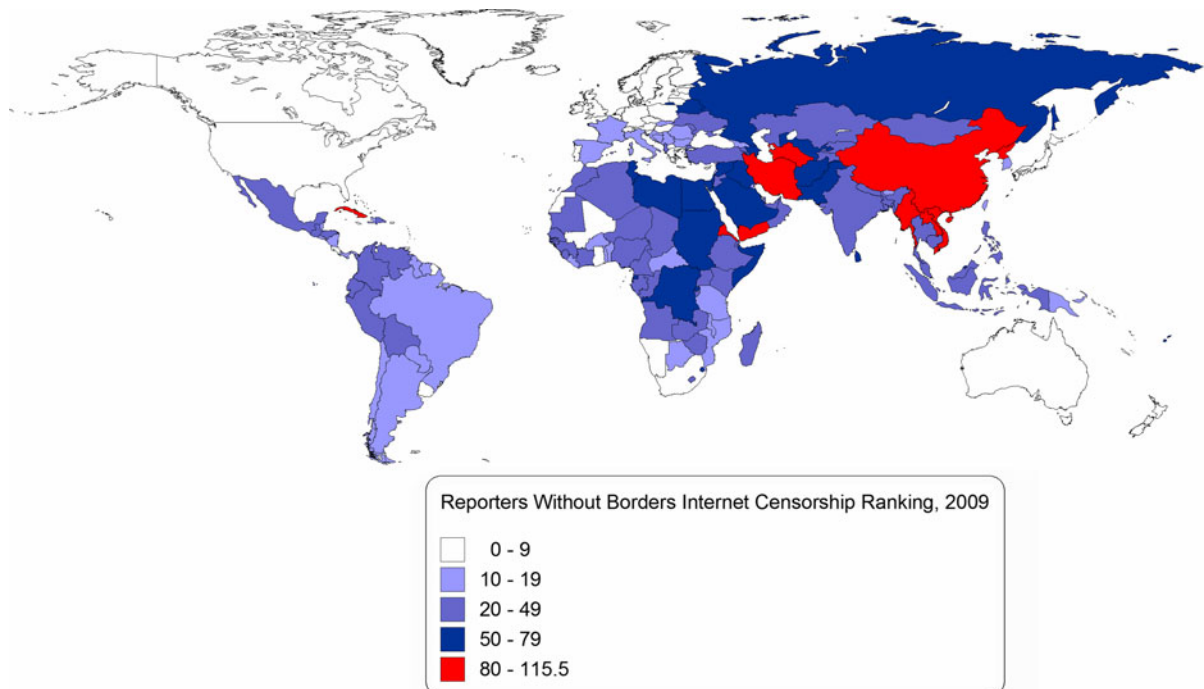 Reporters Without Borders Internet Censorship Ranking, 2009
0 - 9
10 - 19
20 - 49
50 - 79
80 - 115.5